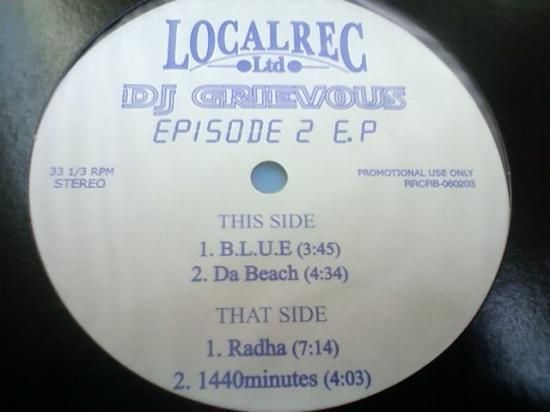 LOCALREC
Ltd
DJ GRIEVOUS
EPISODE 2 E.P
33 1/3 RPM
STEREO
PROMOTIONAL USE ONLY
RRCRB-060203
THIS SIDE
1. B.L.U.E (3:45)
2. Da Beach (4:34)
THAT SIDE
1. Radha (7:14)
2. 1440minutes (4:03)